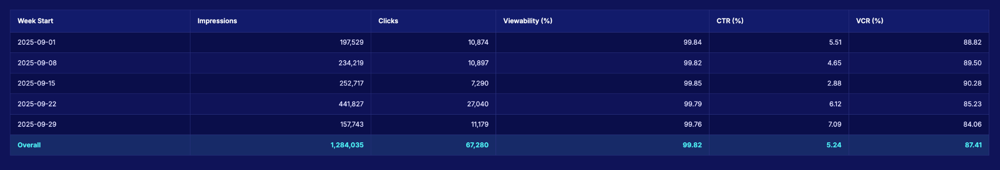 Week Start Impressions Clicks Viewability (%) CTR (%) VCR (%)
2025-09-01 197,529 10,874 99.84 5.51 88.82
2025-09-08 234,219 10,897 99.82 4.65 89.50
2025-09-15 252,717 7,290 99.85 2.88 90.28
2025-09-22 441,827 27,040 99.79 6.12 85.23
2025-09-29 157,743 11,179 99.76 7.09 84.06
Overall 1,284,035 67,280 99.82 5.24 87.41